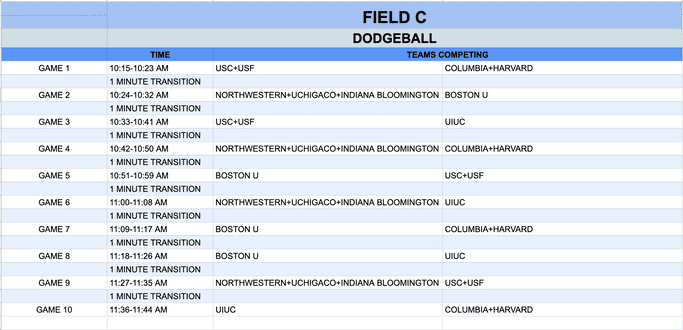 FIELD C
DODGEBALL
TIME TEAMS COMPETING
GAME 1 10:15-10:23 AM USC+USF COLUMBIA+HARVARD
1 MINUTE TRANSITION
GAME 2 10:24-10:32 AM NORTHWESTERN+UCHIGACO+INDIANA BLOOMINGTON BOSTON U
1 MINUTE TRANSITION
GAME 3 10:33-10:41 AM USC+USF UIUC
1 MINUTE TRANSITION
GAME 4 10:42-10:50 AM NORTHWESTERN+UCHIGACO+INDIANA BLOOMINGTON COLUMBIA+HARVARD
1 MINUTE TRANSITION
GAME 5 10:51-10:59 AM BOSTON U USC+USF
1 MINUTE TRANSITION
GAME 6 11:00-11:08 AM NORTHWESTERN+UCHIGACO+INDIANA BLOOMINGTON UIUC
1 MINUTE TRANSITION
GAME 7 11:09-11:17 AM BOSTON U COLUMBIA+HARVARD
1 MINUTE TRANSITION
GAME 8 11:18-11:26 AM BOSTON U UIUC
1 MINUTE TRANSITION
GAME 9 11:27-11:35 AM NORTHWESTERN+UCHIGACO+INDIANA BLOOMINGTON USC+USF
1 MINUTE TRANSITION
GAME 10 11:36-11:44 AM UIUC COLUMBIA+HARVARD